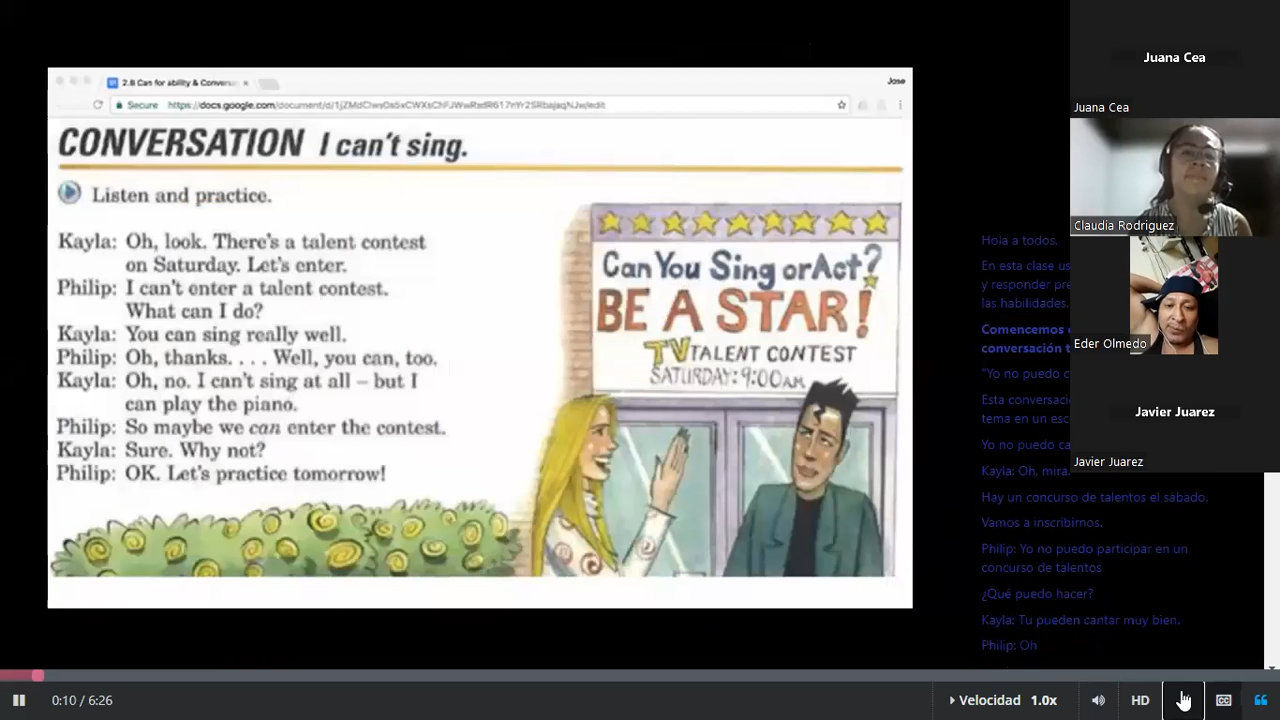 2.B Can for ability & Conversa
Jose
Secure
CONVERSATION I can't sing.
Listen and practice.
Kayla: Oh, look. There's a talent contest
on Saturday. Let's enter.
Philip: I can't enter a talent contest.
What can I do?
Kayla: You can sing really well.
Philip: Oh, thanks. . . . Well, you can, too.
Kayla: Oh, no. I can't sing at all – but I
can play the piano.
Philip: So maybe we can enter the contest.
Kayla: Sure. Why not?
Philip: OK. Let's practice tomorrow!
Can You Sing or Act?
BE A STAR!
TV TALENT CONTEST
SATURDAY: 9:00 AM
Juana Cea
Juana Cea
Claudia Rodriguez
Eder Olmedo
Javier Juarez
Javier Juarez
Hola a todos.
En esta clase us
y responder pre
las habilidades.
Comencemos
conversación t
"Yo no puedo c
Esta conversaci
tema en un esc
Yo no puedo ca
Kayla: Oh, mira.
Hay un concurso de talentos el sábado.
Vamos a inscribirnos.
Philip: Yo no puedo participar en un
concurso de talentos
¿Qué puedo hacer?
Kayla: Tu pueden cantar muy bien.
Philip: Oh
0:10 / 6:26
Velocidad 1.0x
HD
CC